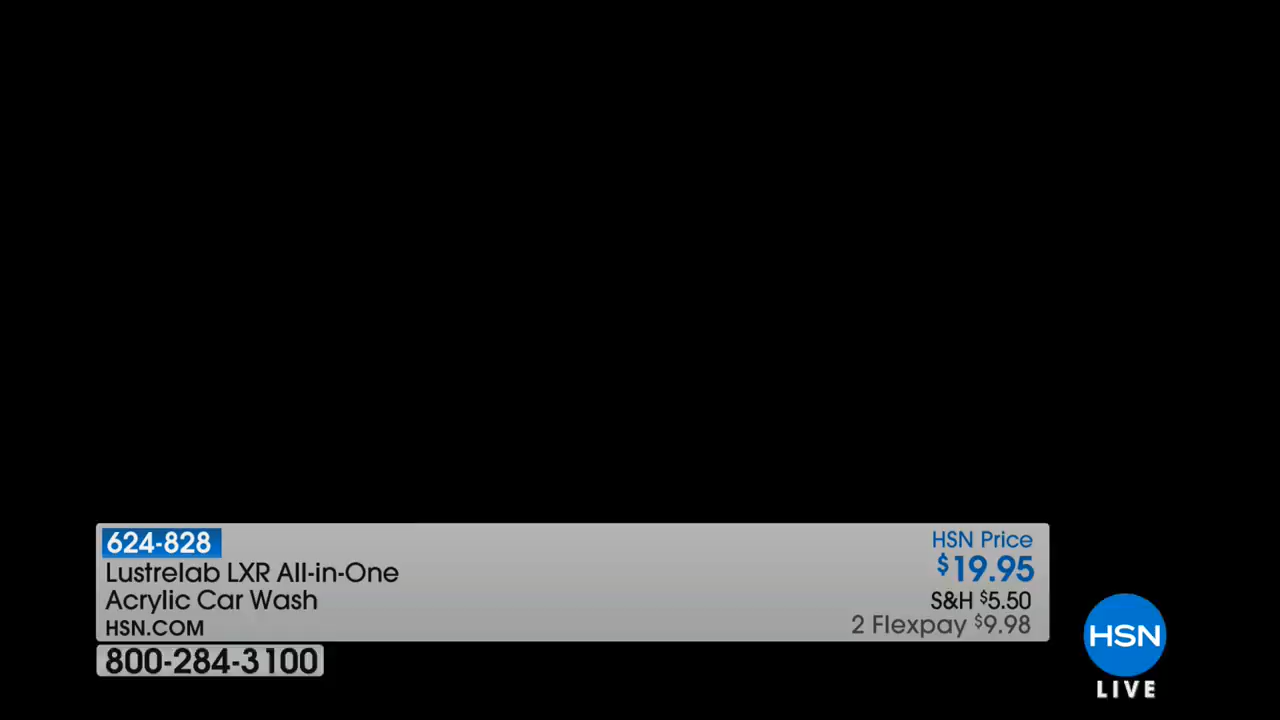 624-828
Lustrelab LXR All-in-One
Acrylic Car Wash
HSN.COM
HSN Price
$19.95
S&H $5.50
2 Flexpay $9.98
800-284-3100
HSN
LIVE